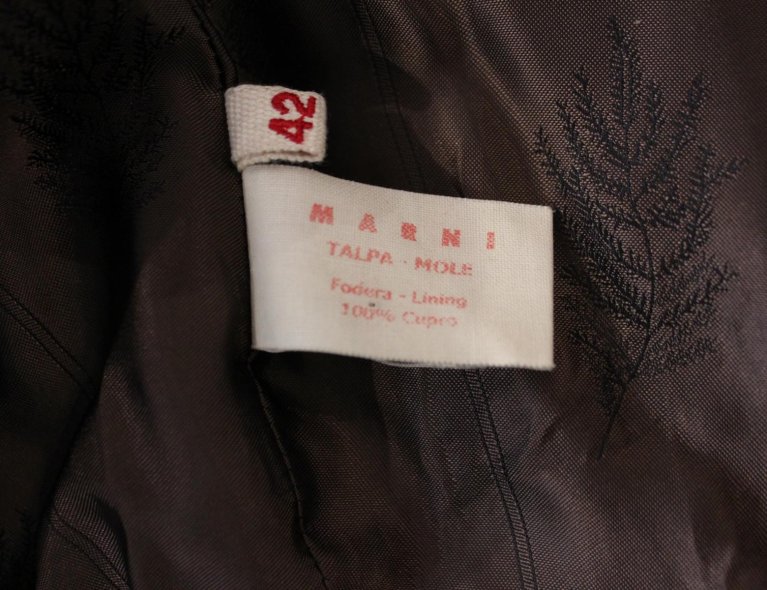 42
MARNI
TALPA - MOLE
Fodera - Lining
100% Cupro